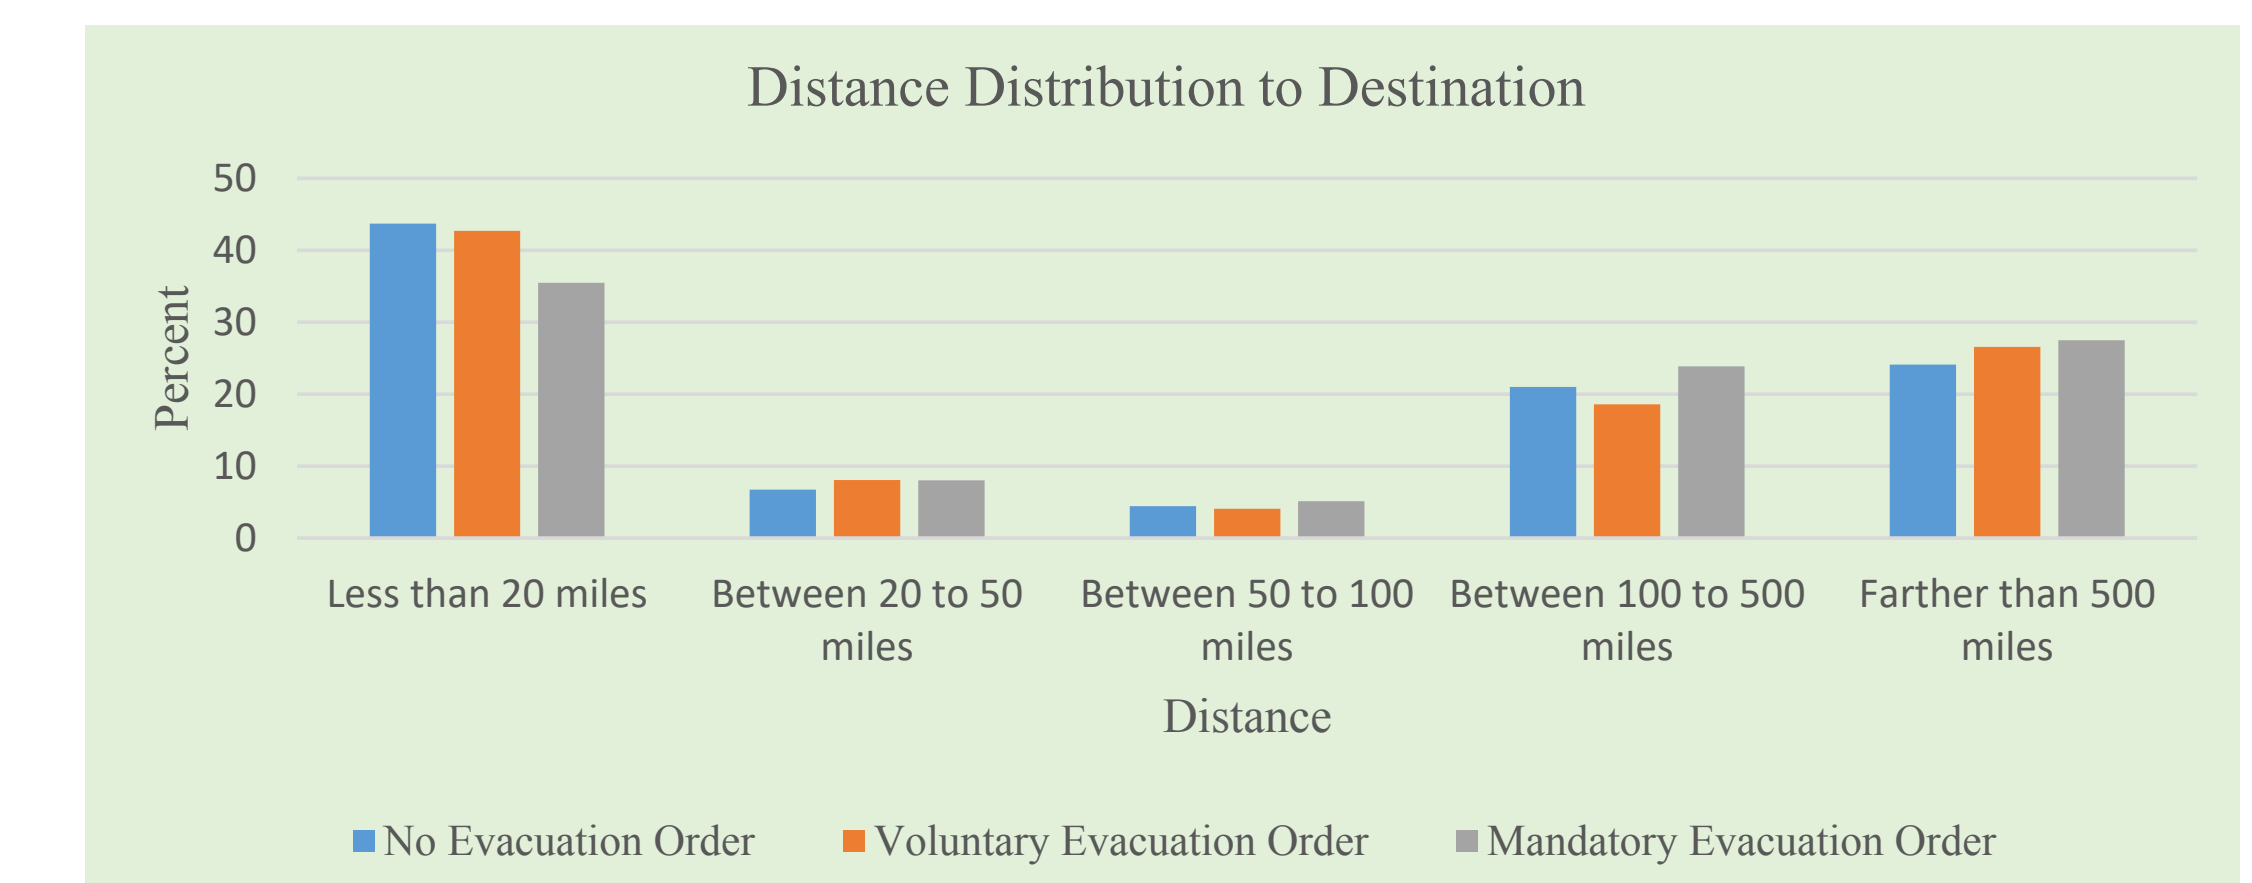 Distance Distribution to Destination
50
40
30
20
10
0
Percent
Less than 20 miles
Between 20 to 50
miles
Between 50 to 100
miles
Between 100 to 500
miles
Farther than 500
miles
Distance
No Evacuation Order
Voluntary Evacuation Order
Mandatory Evacuation Order